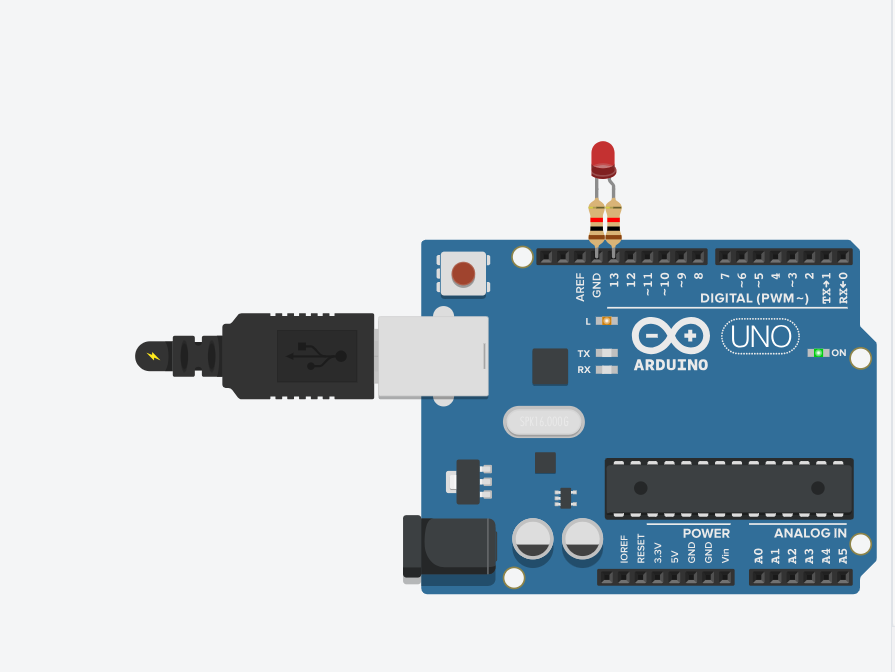 AREF
GND
13
12
~11
~10
~9
8
7
~6
~5
4
~3
2
TX→1
RX←0
DIGITAL (PWM~)
L
TX
RX
UNO
ARDUINO
ON
SPK16.000G
POWER
ANALOG IN
IOREF
RESET
3.3V
5V
GND
GND
Vin
A0
A1
A2
A3
A4
A5